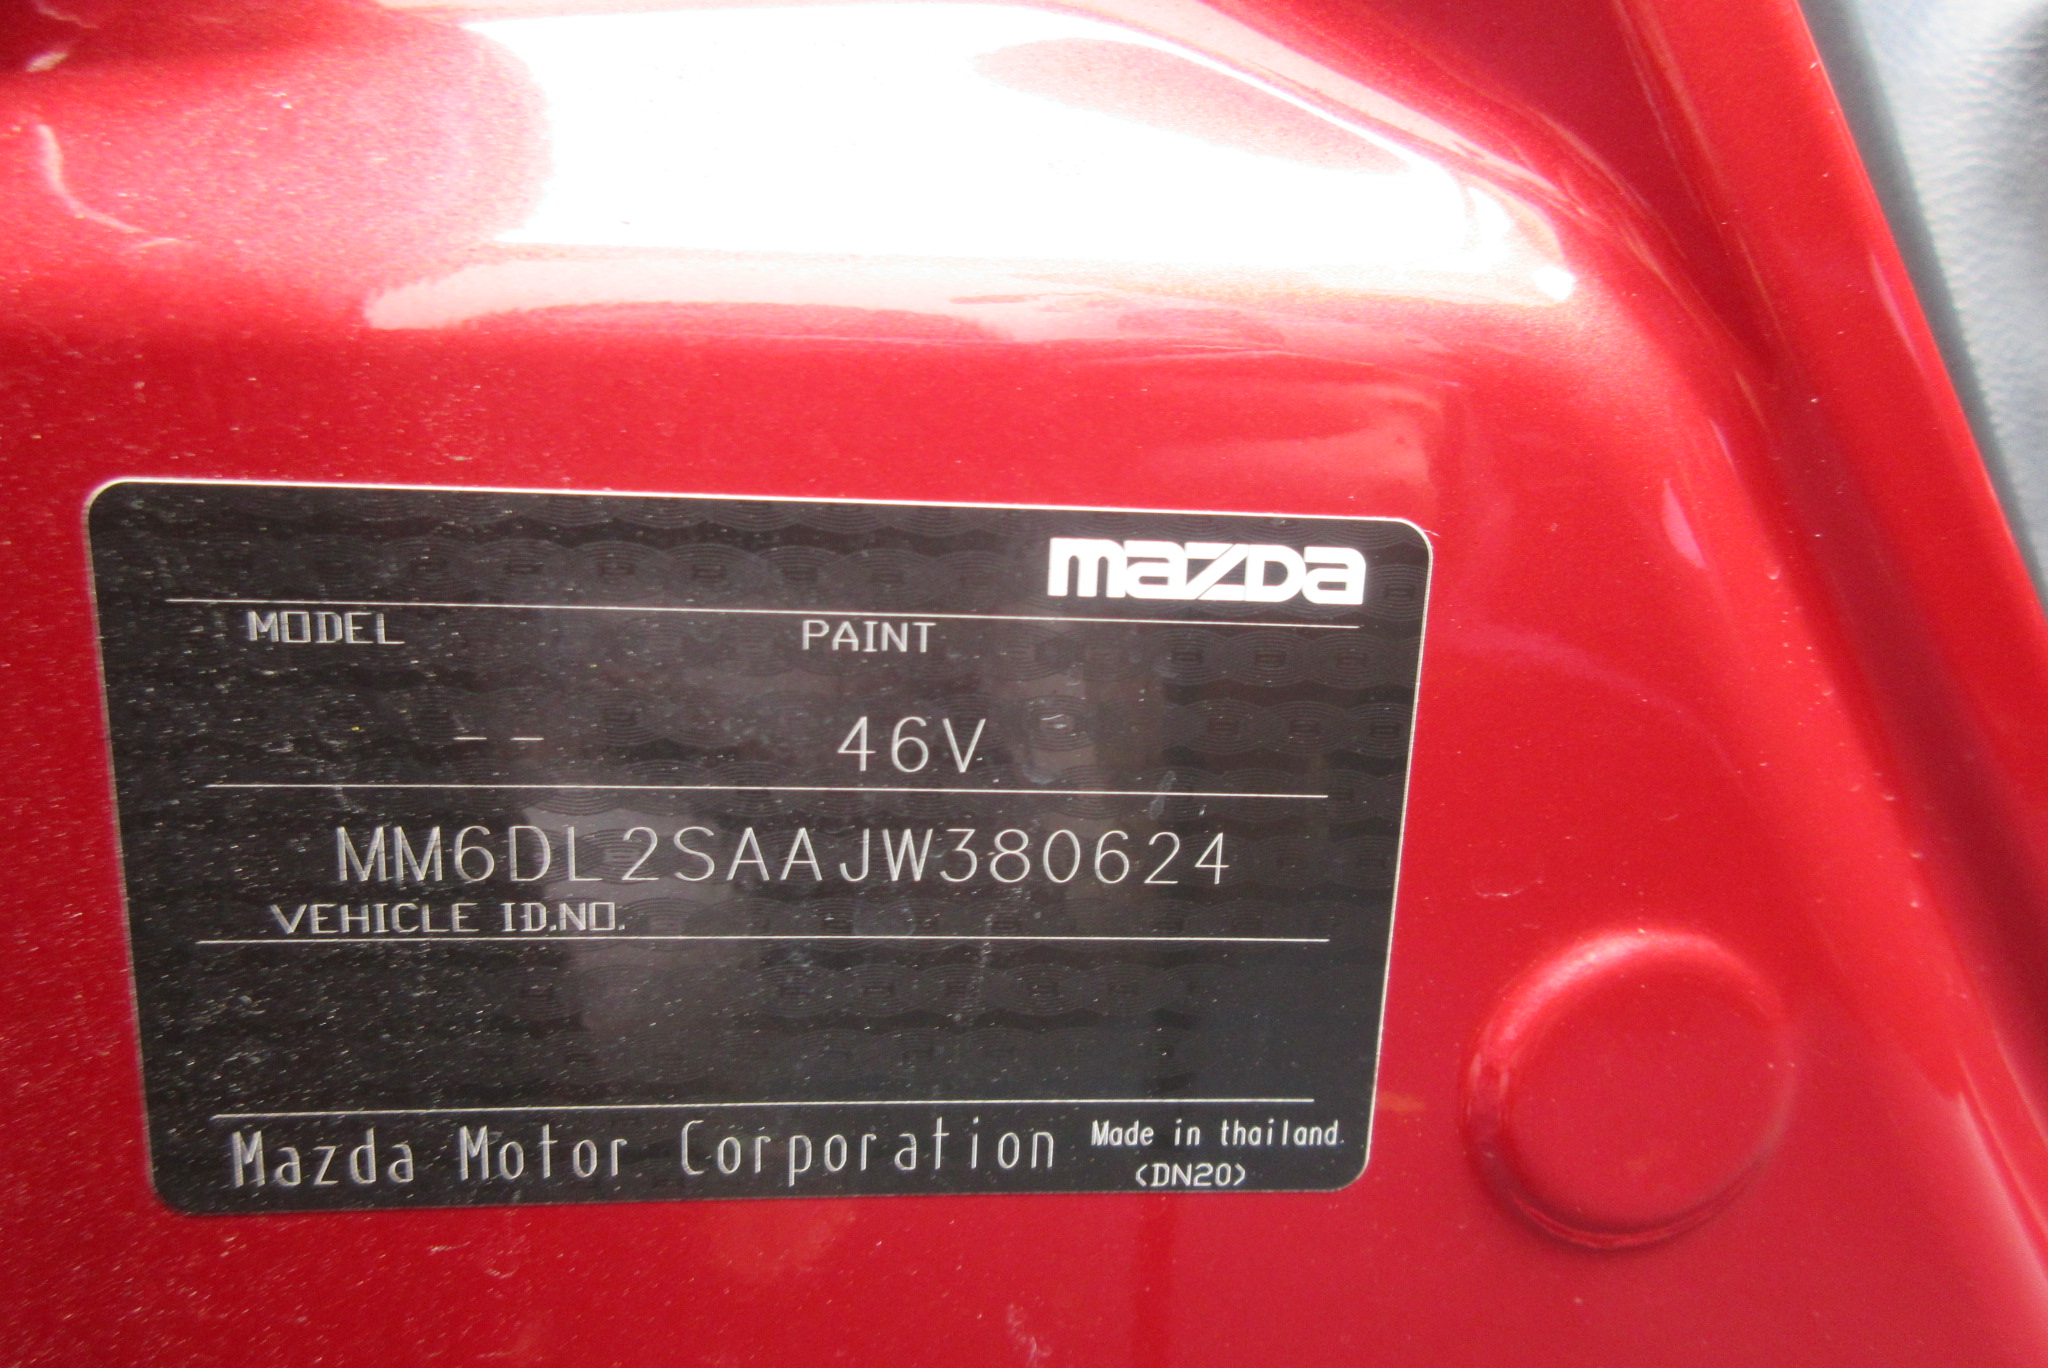 mazda
MODEL PAINT
-- 46V
MM6DL2SAAJW380624
VEHICLE ID.NO.
Mazda Motor Corporation Made in thailand.
(DN20)